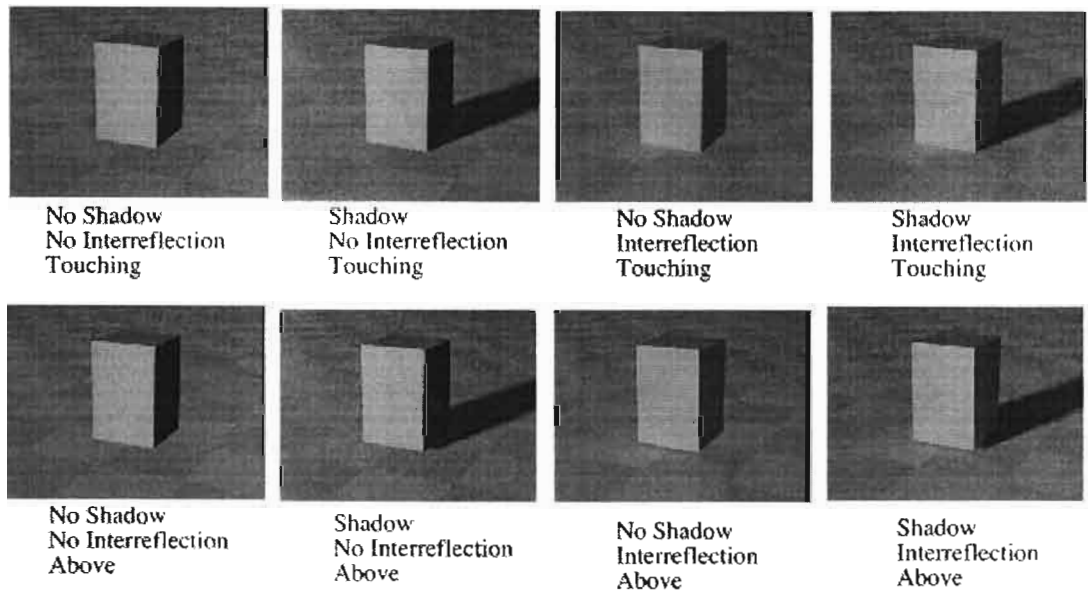 No Shadow
No Interreflection
Touching
Shadow
No Interreflection
Touching
No Shadow
Interreflection
Touching
Shadow
Interreflection
Touching
No Shadow
No Interreflection
Above
Shadow
No Interreflection
Above
No Shadow
Interreflection
Above
Shadow
Interreflection
Above